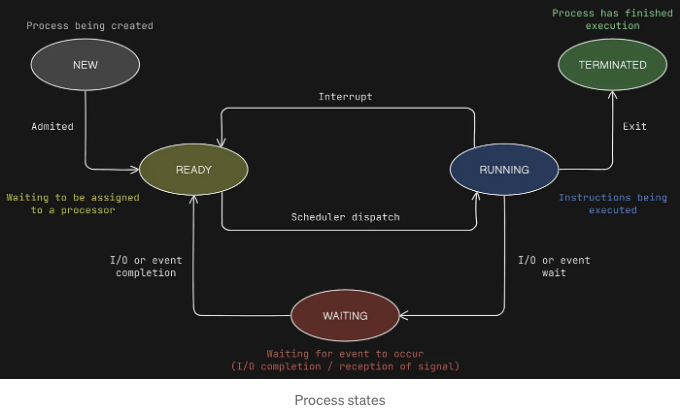 Process being created
NEW
Process has finished
execution
TERMINATED
Interrupt
Admited
Exit
READY
RUNNING
Waiting to be assigned
to a processor
Instructions being
executed
Scheduler dispatch
I/O or event
completion
I/O or event
wait
WAITING
Waiting for event to occur
(I/O completion / reception of signal)
Process states